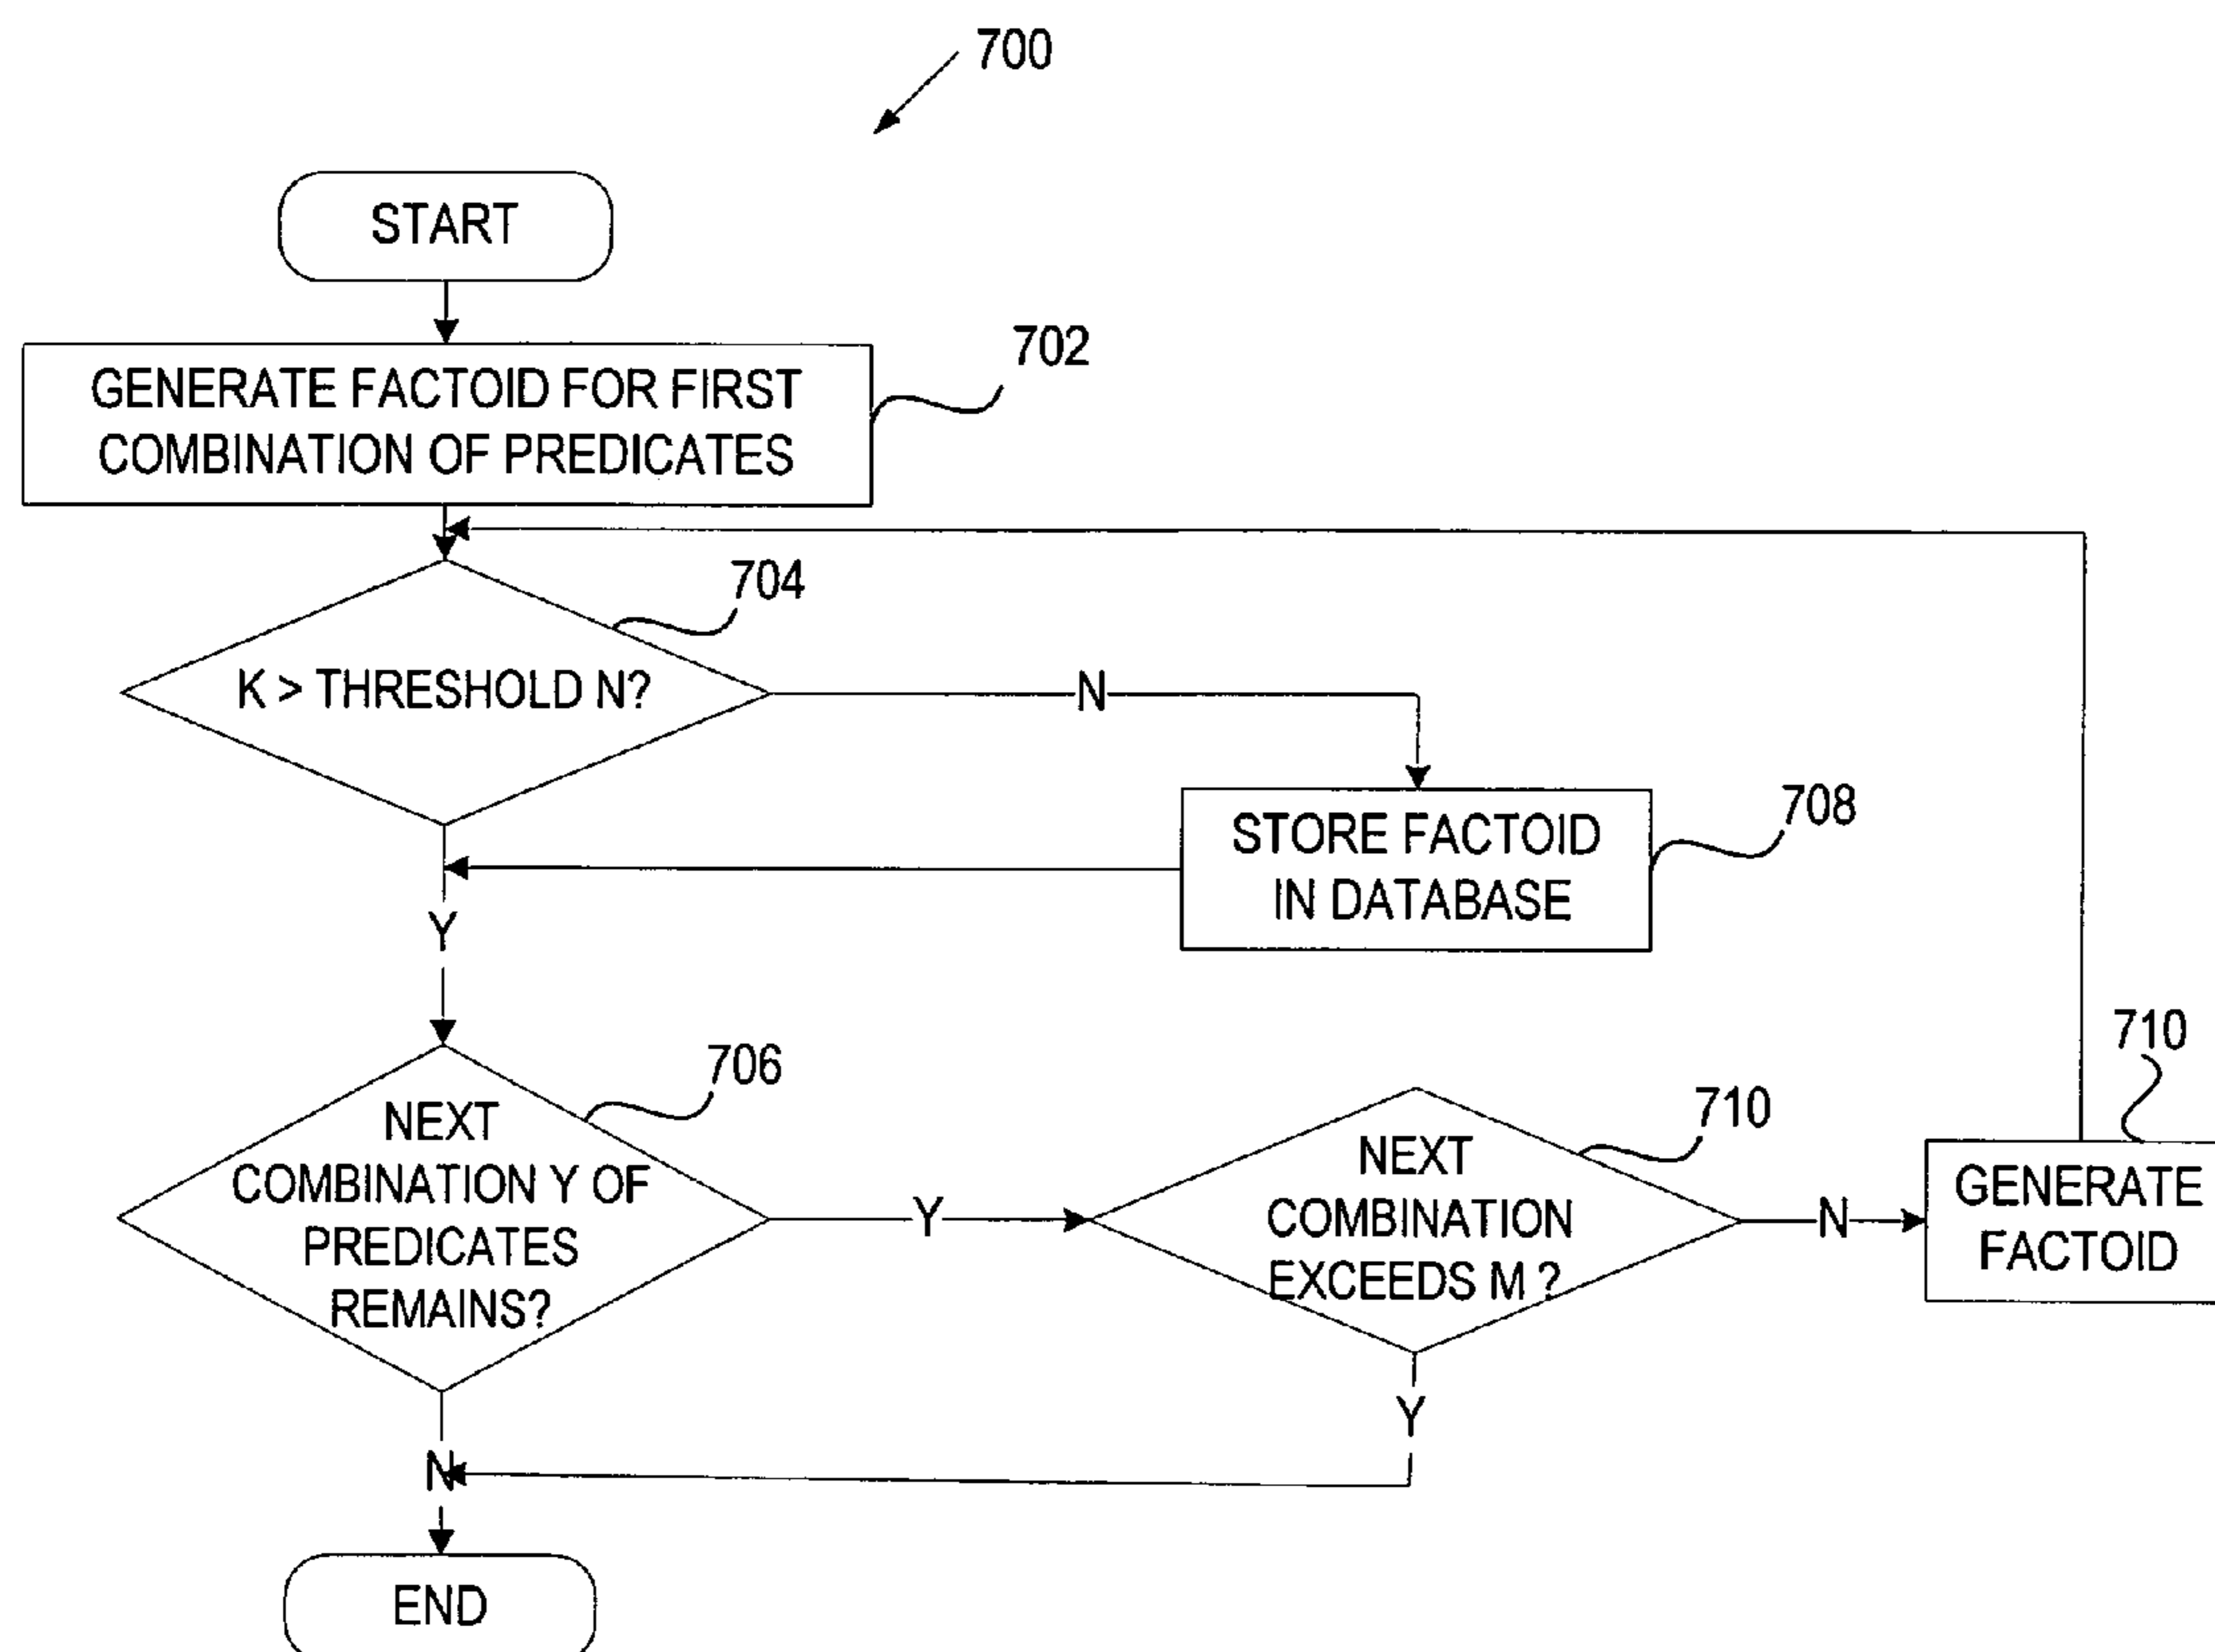 700
START
702
GENERATE FACTOID FOR FIRST
COMBINATION OF PREDICATES
704
K > THRESHOLD N?
N
708
STORE FACTOID
IN DATABASE
Y
706
NEXT
COMBINATION Y OF
PREDICATES
REMAINS?
Y
710
NEXT
COMBINATION
EXCEEDS M ?
N
710
GENERATE
FACTOID
Y
N
END